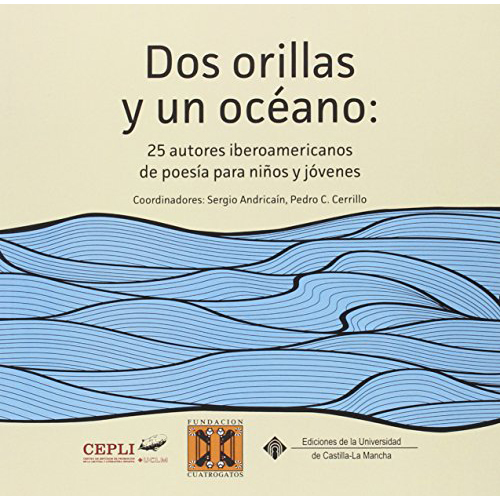 Dos orillas
y un océano:
25 autores iberoamericanos
de poesía para niños y jóvenes
Coordinadores: Sergio Andricaín, Pedro C. Cerrillo
CEPLI
+UCLM
FUNDACION
CUATROGATOS
Ediciones de la Universidad
de Castilla-La Mancha